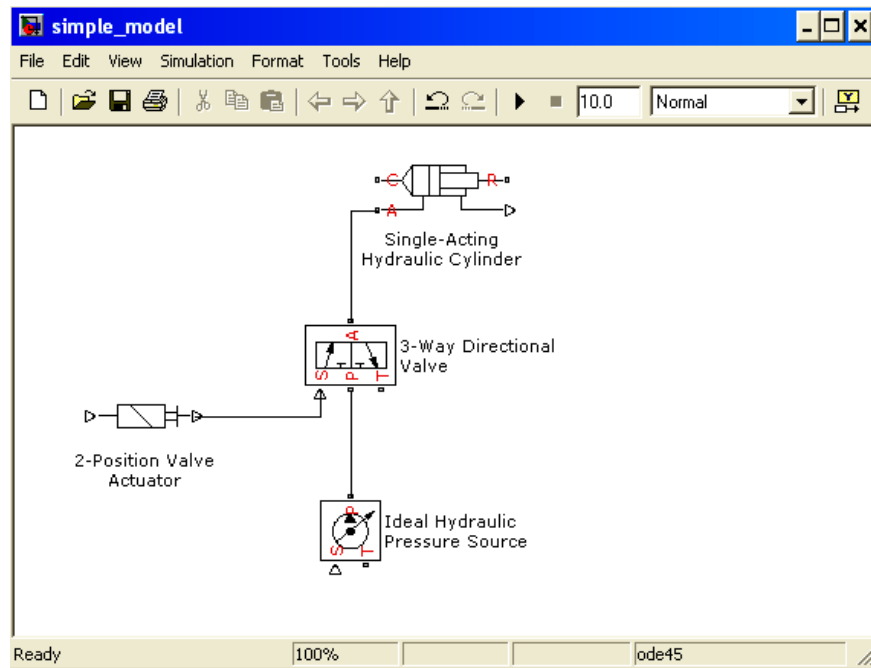 simple_model
File Edit View Simulation Format Tools Help
10.0 Normal Y
C R
A
Single-Acting
Hydraulic Cylinder
A
3-Way Directional
Valve
S P T
2-Position Valve
Actuator
P
Ideal Hydraulic
Pressure Source
S T
Ready 100% ode45